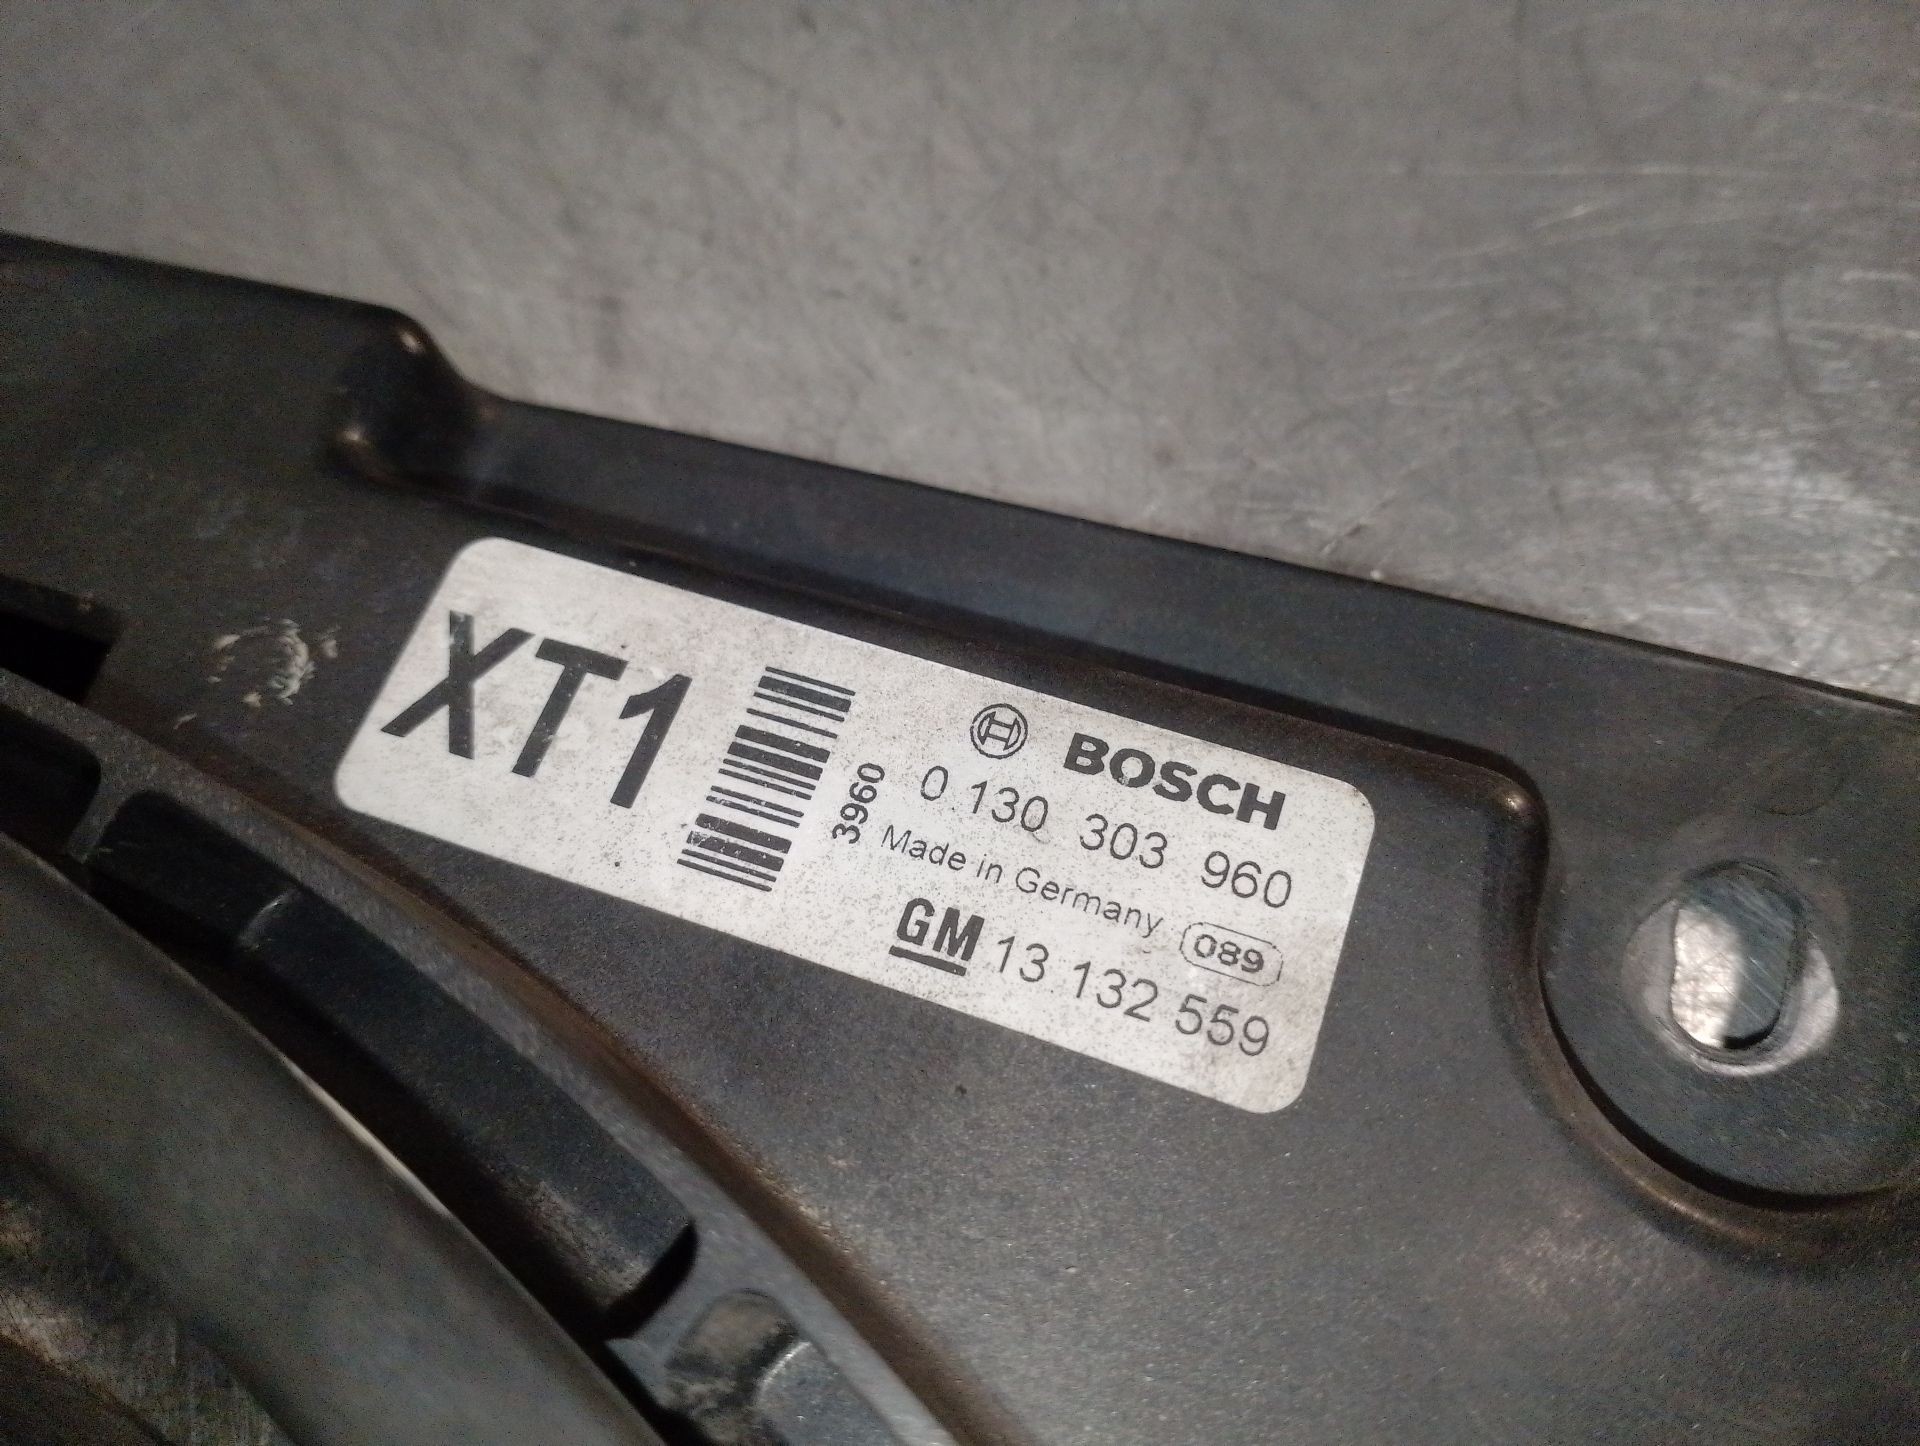 XT1
3960
BOSCH
0 130 303 960
Made in Germany 089
GM 13 132 559